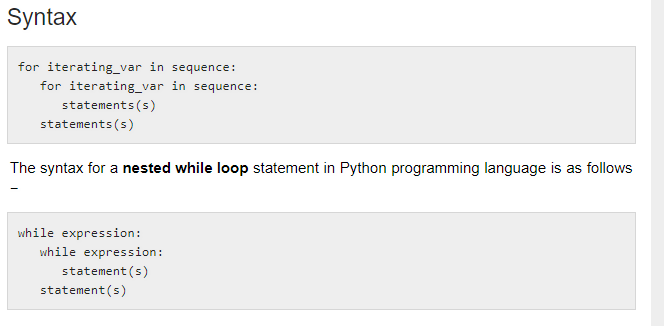 Syntax
for iterating_var in sequence:
   for iterating_var in sequence:
      statements(s)
   statements(s)
The syntax for a nested while loop statement in Python programming language is as follows
–
while expression:
   while expression:
      statement(s)
   statement(s)